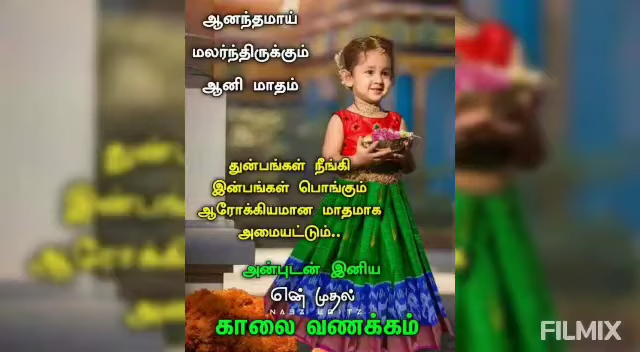 ஆனந்தமாய்
மலர்ந்திருக்கும்
ஆனி மாதம்
துன்பங்கள் நீங்கி
இன்பங்கள் பொங்கும்
ஆரோக்கியமான மாதமாக
அமையட்டும்..
அன்புடன் இனிய
என் முதல்
காலை வணக்கம்
FILMIX